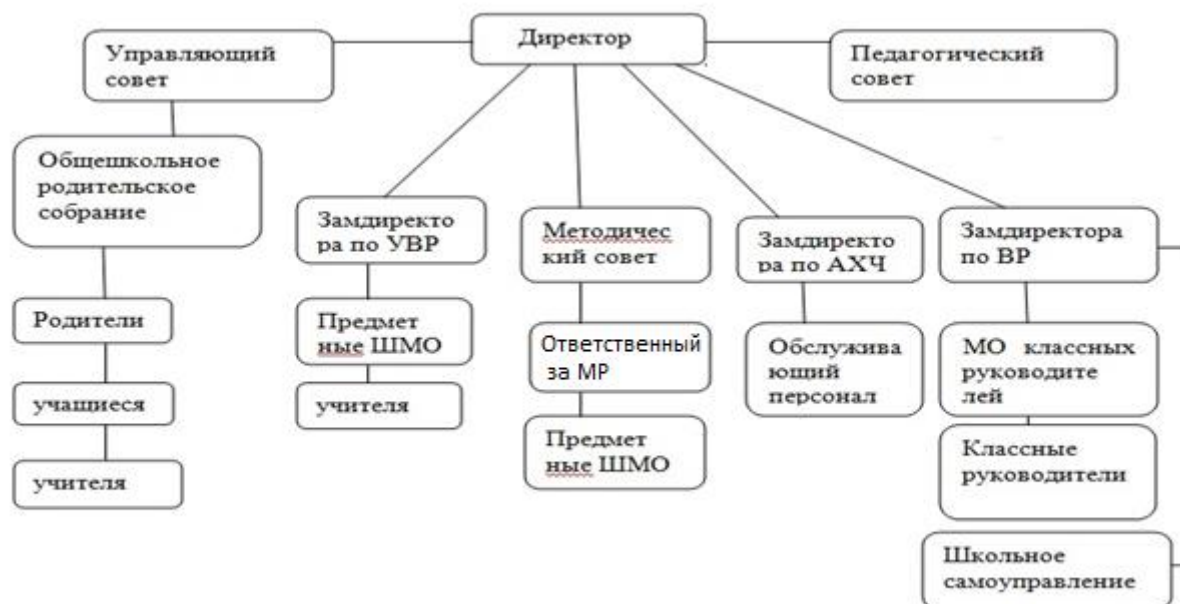 Директор
Управляющий
совет
Педагогический
совет
Общешкольное
родительское
собрание
Замдиректо
ра по УВР
Методичес
кий совет
Замдиректо
ра по АХЧ
Замдиректора
по ВР
Родители
Предмет
ные ШМО
Ответственный
за МР
Обслужива
ющий
персонал
МО классных
руководите
лей
учащиеся
учителя
Предмет
ные ШМО
Классные
руководители
учителя
Школьное
самоуправление